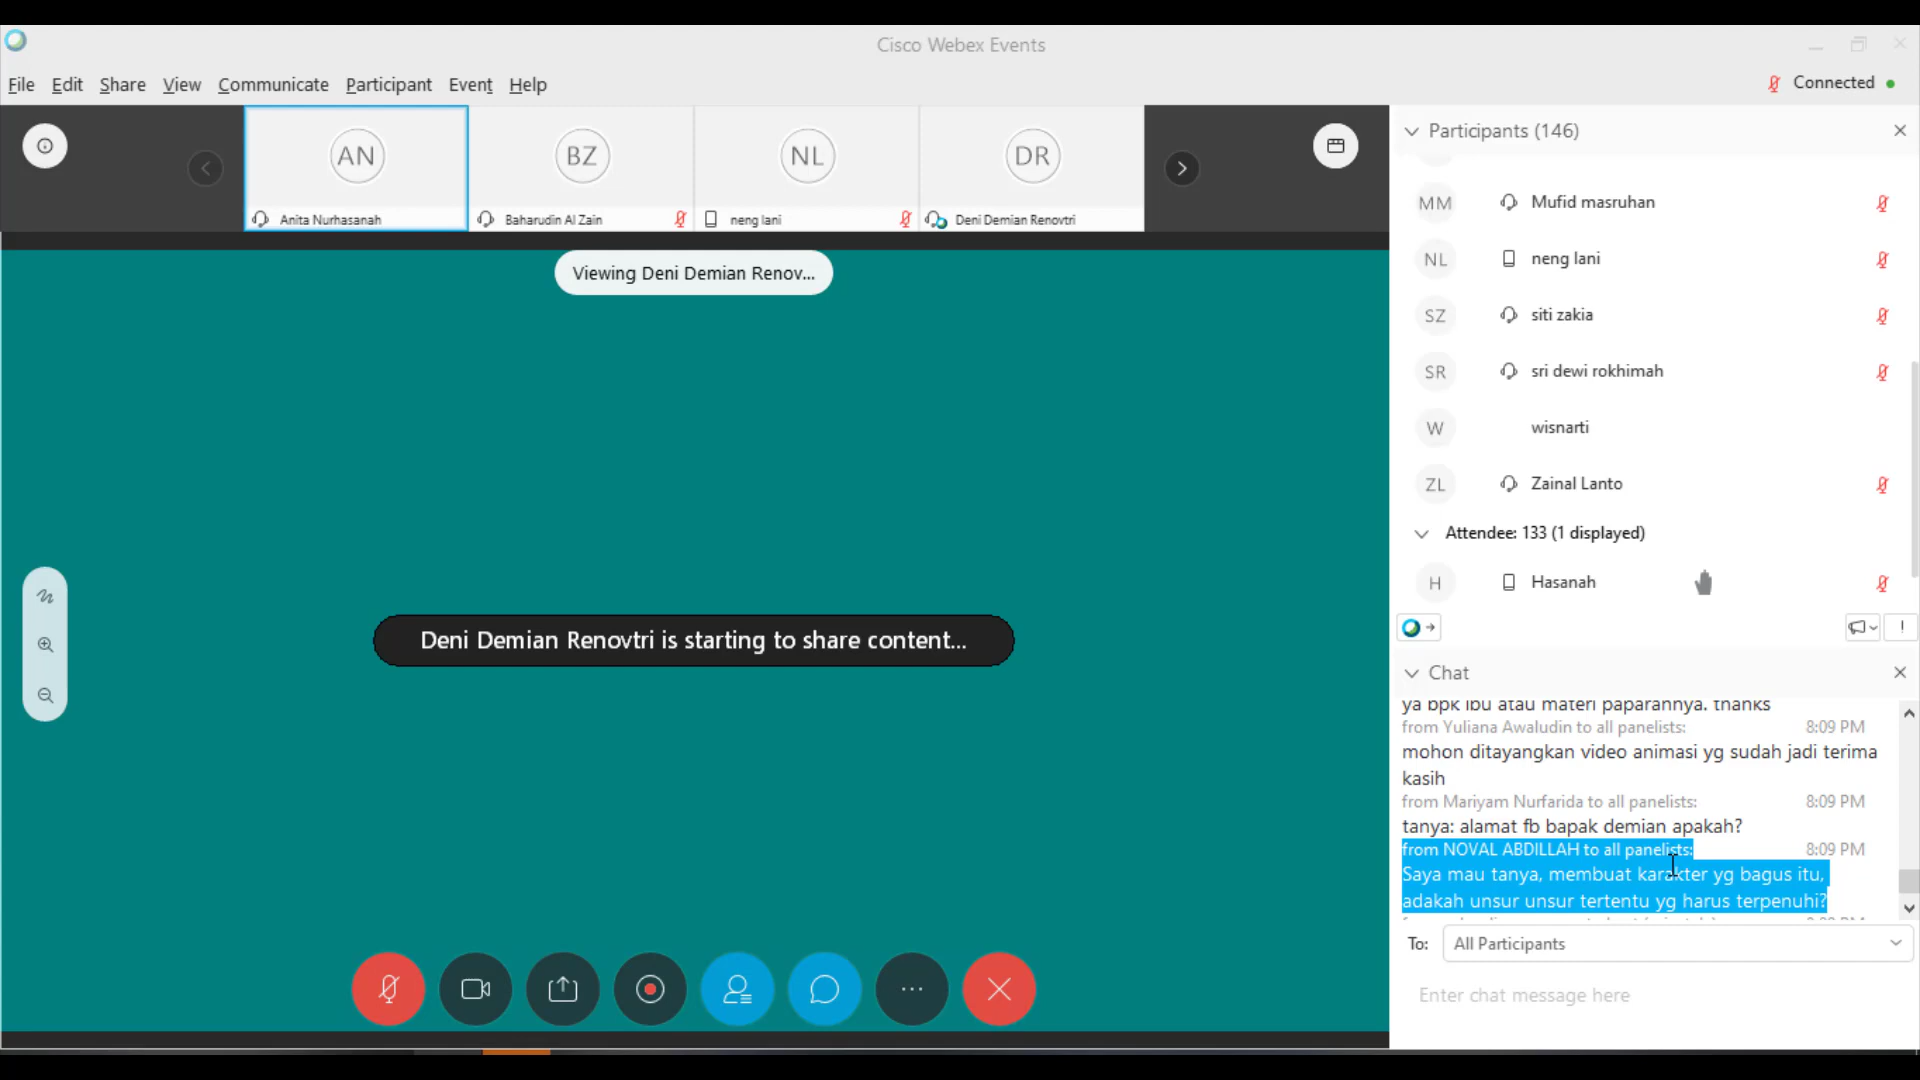 Cisco Webex Events
File Edit Share View Communicate Participant Event Help
Connected
AN
Anita Nurhasanah
BZ
Baharudin Al Zain
NL
neng lani
DR
Deni Demian Renovtri
Viewing Deni Demian Renov...
Deni Demian Renovtri is starting to share content...
Participants (146)
MM Mufid masruhan
NL neng lani
SZ siti zakia
SR sri dewi rokhimah
W wisnarti
ZL Zainal Lanto
Attendee: 133 (1 displayed)
H Hasanah
Chat
ya bpk ibu atau materi paparannya. thanks
from Yuliana Awaludin to all panelists: 8:09 PM
mohon ditayangkan video animasi yg sudah jadi terima
kasih
from Mariyam Nurfarida to all panelists: 8:09 PM
tanya: alamat fb bapak demian apakah?
from NOVAL ABDILLAH to all panelists: 8:09 PM
Saya mau tanya, membuat karakter yg bagus itu,
adakah unsur unsur tertentu yg harus terpenuhi?
To: All Participants
Enter chat message here